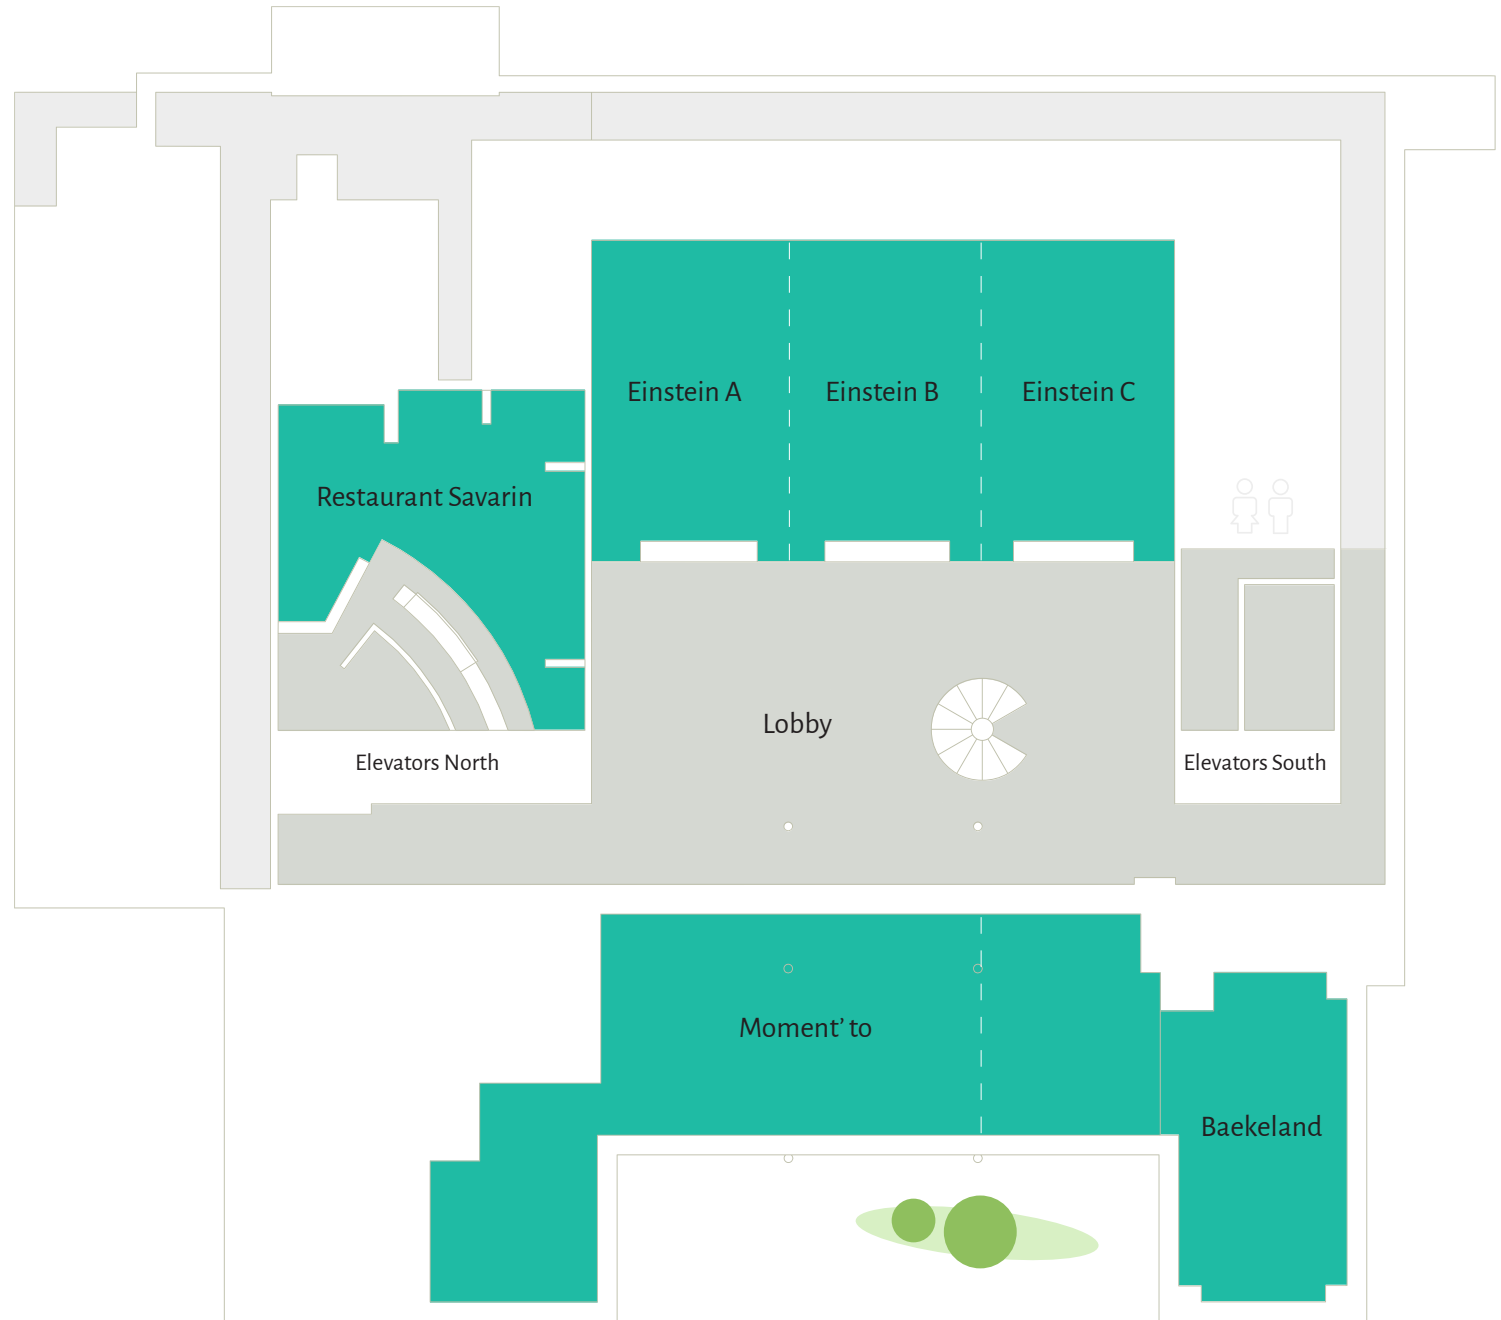 Einstein A
Einstein B
Einstein C
Restaurant Savarin
Lobby
Elevators North
Elevators South
Moment’ to
Baekeland